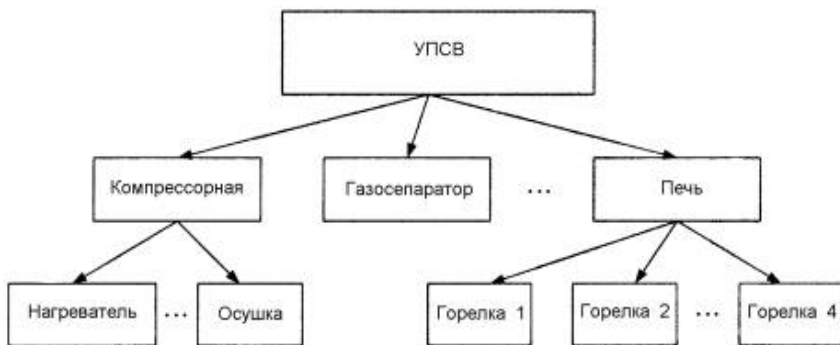 УПСВ
Компрессорная
Газосепаратор
...
Печь
Нагреватель
...
Осушка
Горелка 1
Горелка 2
...
Горелка 4